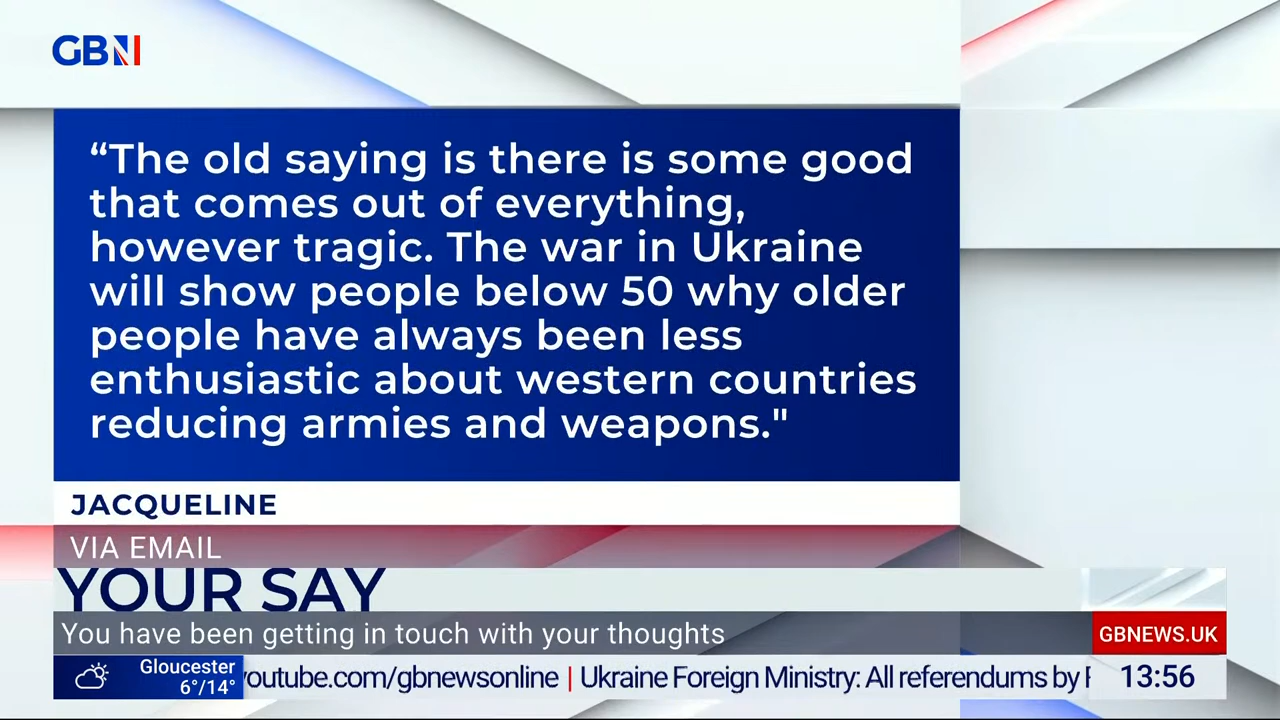 GBN
“The old saying is there is some good
that comes out of everything,
however tragic. The war in Ukraine
will show people below 50 why older
people have always been less
enthusiastic about western countries
reducing armies and weapons."
JACQUELINE
VIA EMAIL
YOUR SAY
You have been getting in touch with your thoughts
GBNEWS.UK
Gloucester
6°/14°
youtube.com/gbnewsonline | Ukraine Foreign Ministry: All referendums by
13:56